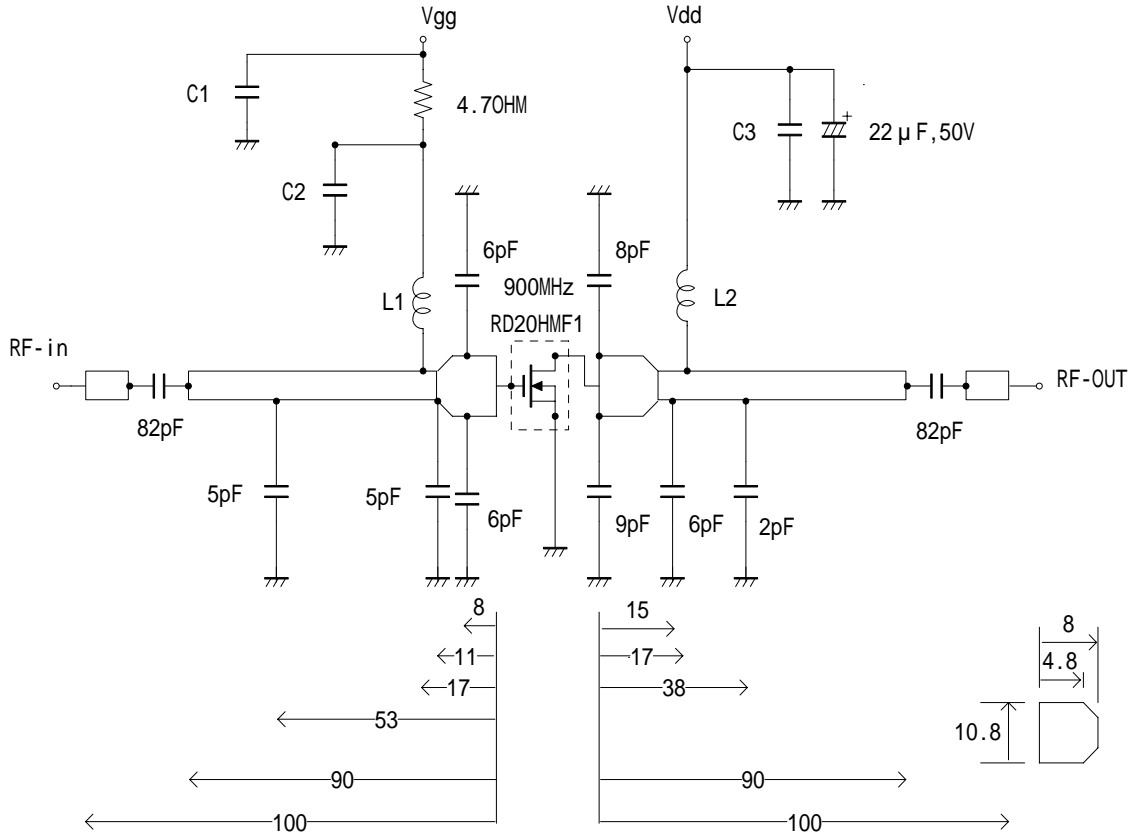 Vgg
Vdd
C1
4.7OHM
C3
+
22μF,50V
C2
6pF
8pF
900MHz
L1
L2
RD20HMF1
RF-in
RF-OUT
82pF
82pF
5pF
5pF
6pF
9pF
6pF
2pF
8
15
8
11
17
4.8
17
38
53
10.8
90
90
100
100